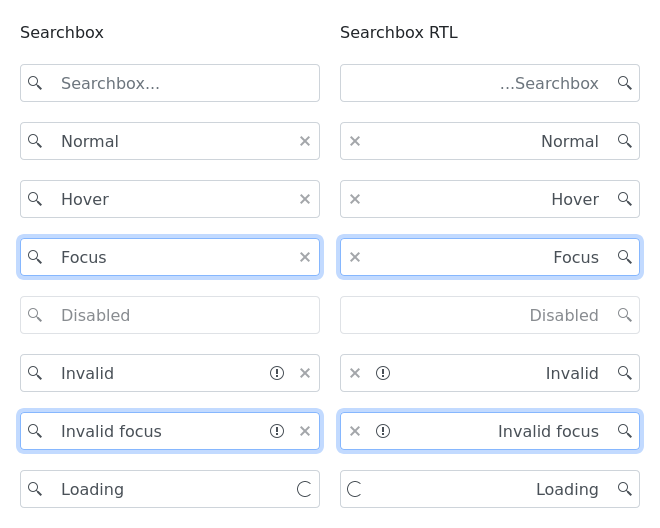 Searchbox Searchbox RTL
Searchbox... ...Searchbox
Normal Normal
Hover Hover
Focus Focus
Disabled Disabled
Invalid Invalid
Invalid focus Invalid focus
Loading Loading